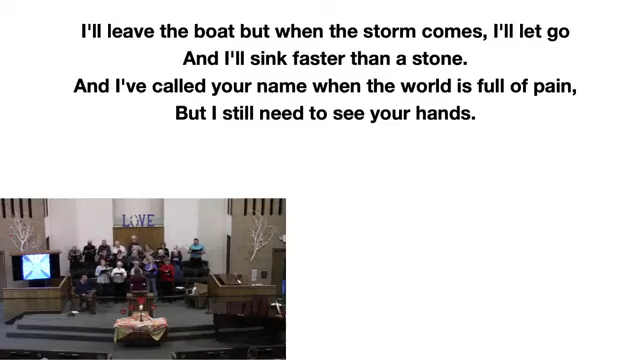 I'll leave the boat but when the storm comes, I'll let go
And I'll sink faster than a stone.
And I've called your name when the world is full of pain,
But I still need to see your hands.
LOVE